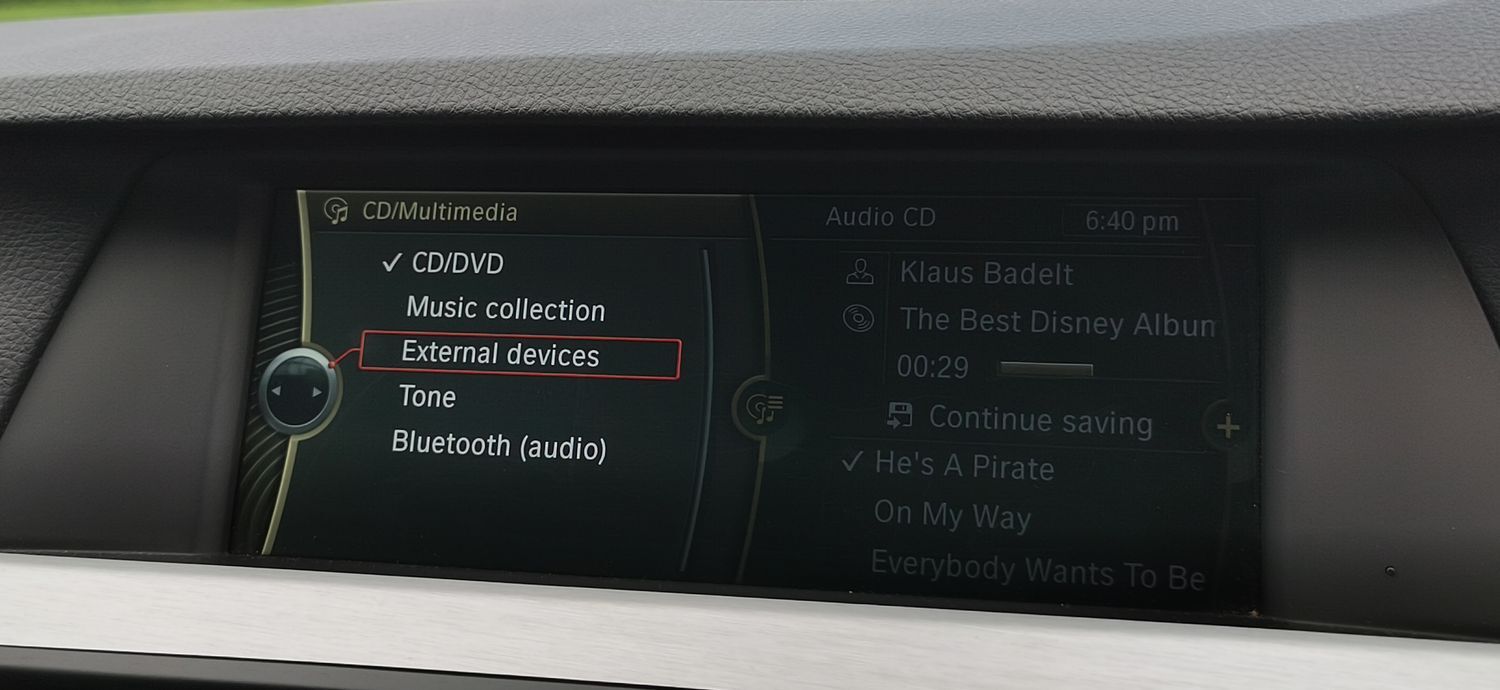 CD/Multimedia
✓ CD/DVD
Music collection
External devices
Tone
Bluetooth (audio)
Audio CD
6:40 pm
Klaus Badelt
The Best Disney Album
00:29
Continue saving
✓ He's A Pirate
On My Way
Everybody Wants To Be